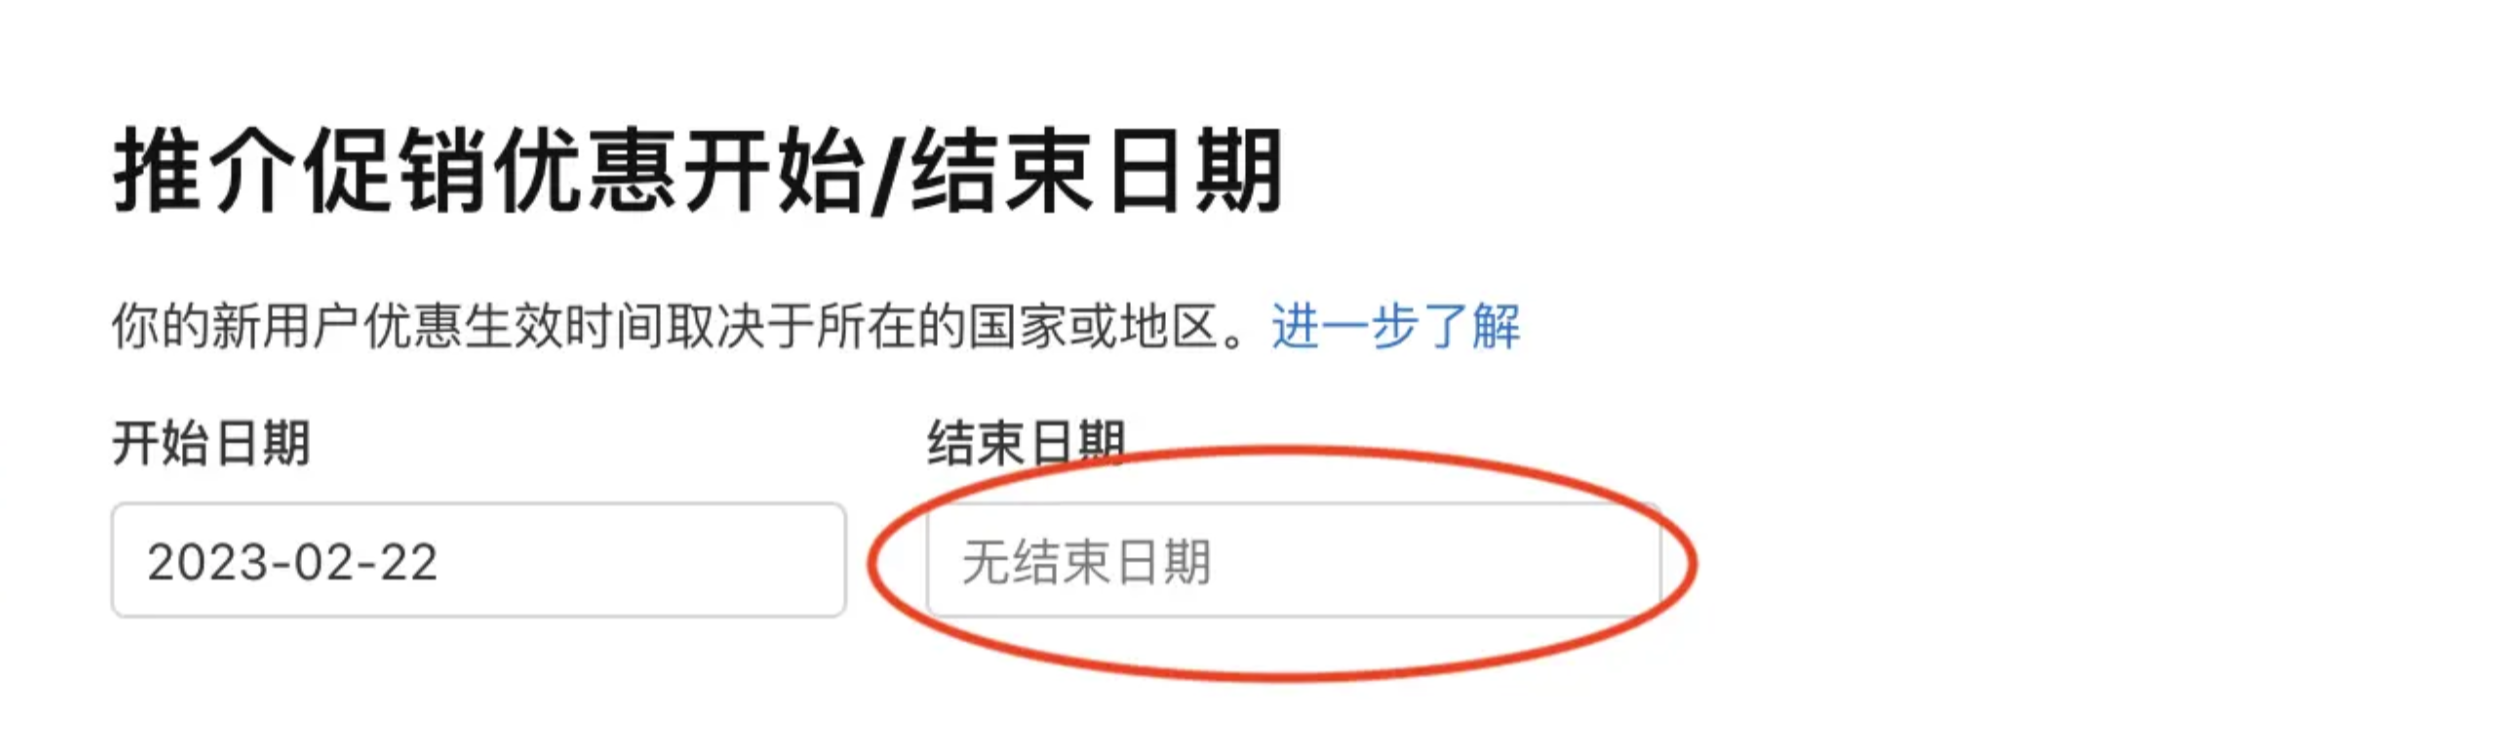 推介促销优惠开始/结束日期
你的新用户优惠生效时间取决于所在的国家或地区。进一步了解
开始日期
结束日期
2023-02-22
无结束日期